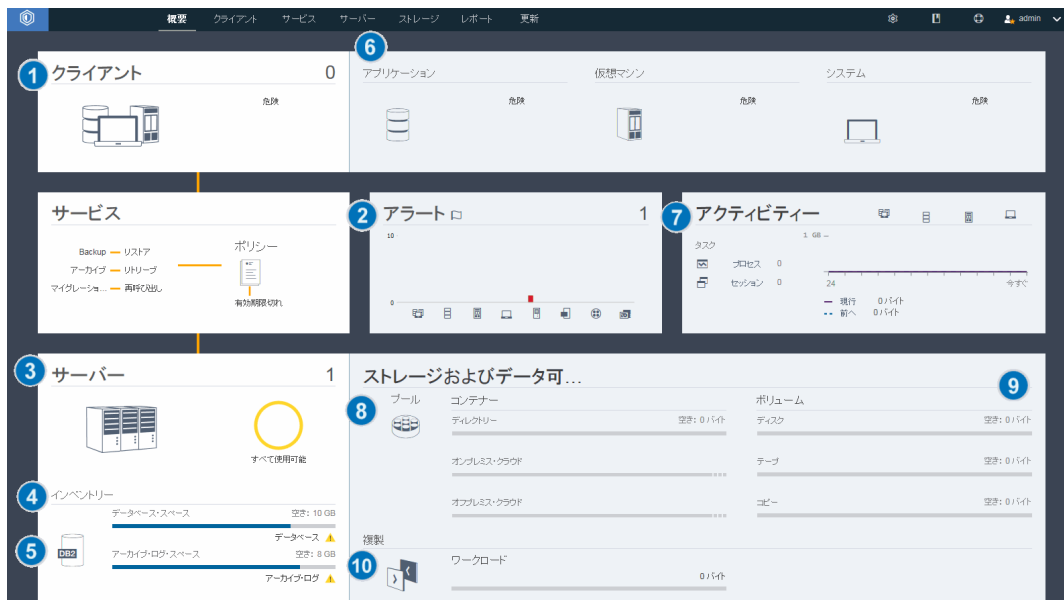 概要 クライアント サービス サーバー ストレージ レポート 更新 admin
6
1 クライアント 0
危険
アプリケーション 仮想マシン システム
危険 危険 危険
サービス
Backup リストア
アーカイブ リトリーブ
マイグレーショ... 再呼び出し
ポリシー
有効期限切れ
2 アラート 1
10
0
7 アクティビティー
タスク
プロセス 0
セッション 0
1 GB
24 今すぐ
現行 0 バイト
前へ 0 バイト
3 サーバー 1
すべて使用可能
4 インベントリー
データベース・スペース 空き: 10 GB
データベース
5 DB2
アーカイブ・ログ・スペース 空き: 8 GB
アーカイブ・ログ
ストレージおよびデータ可...
9
8 プール
コンテナー
ディレクトリー 空き: 0 バイト
オンプレミス・クラウド
オフプレミス・クラウド
ボリューム
ディスク 空き: 0 バイト
テープ 空き: 0 バイト
コピー 空き: 0 バイト
複製
10 ワークロード
0 バイト